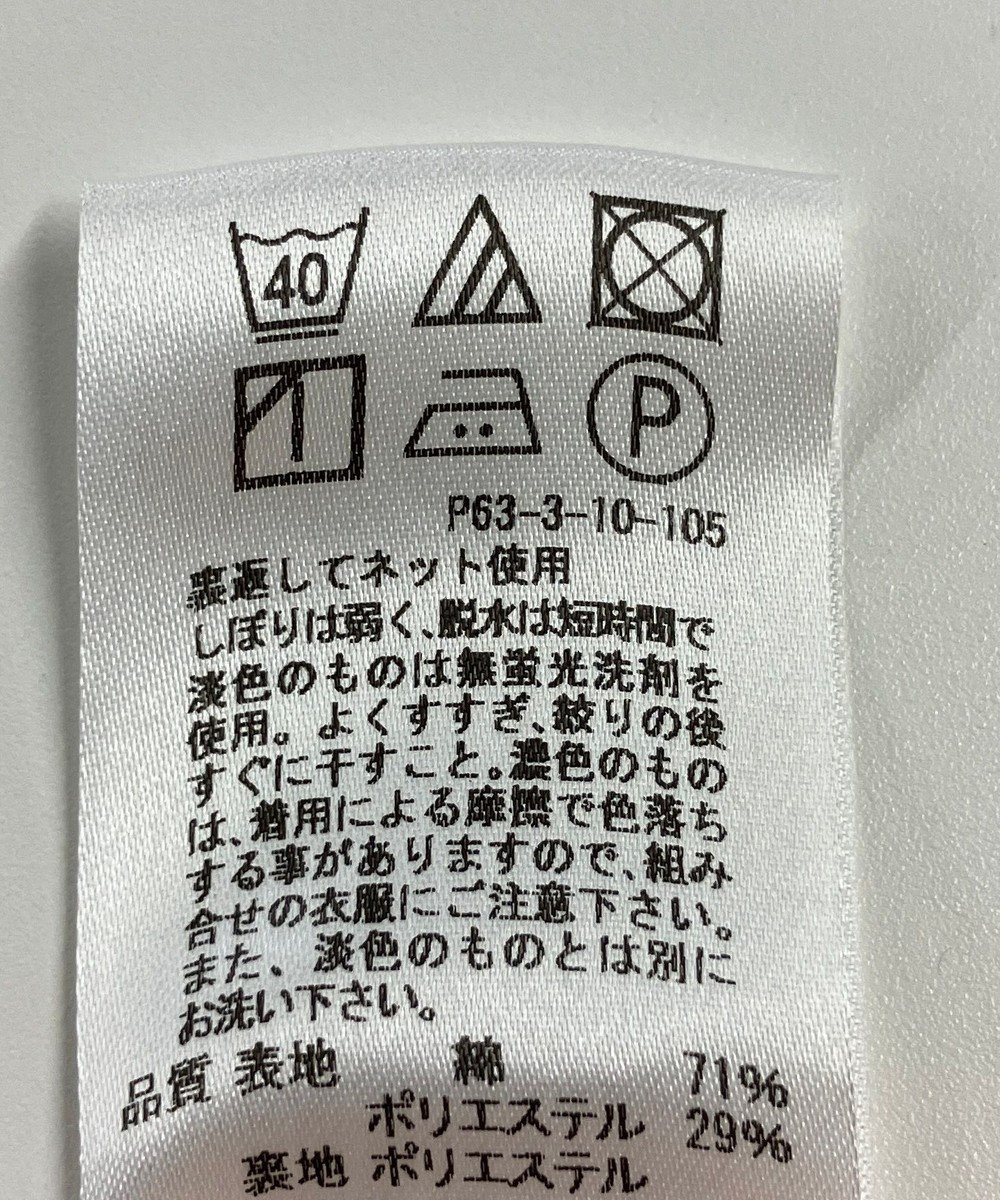 40
P
P63-3-10-105
裏返してネット使用
しぼりは弱く、脱水は短時間で
淡色のものは無蛍光洗剤を
使用。よくすすぎ、絞りの後
すぐに干すこと。濃色のもの
は、着用による摩擦で色落ち
する事がありますので、組み
合せの衣服にご注意下さい。
また、淡色のものとは別に
お洗い下さい。
品質 表地 綿 71%
ポリエステル 29%
裏地 ポリエステル